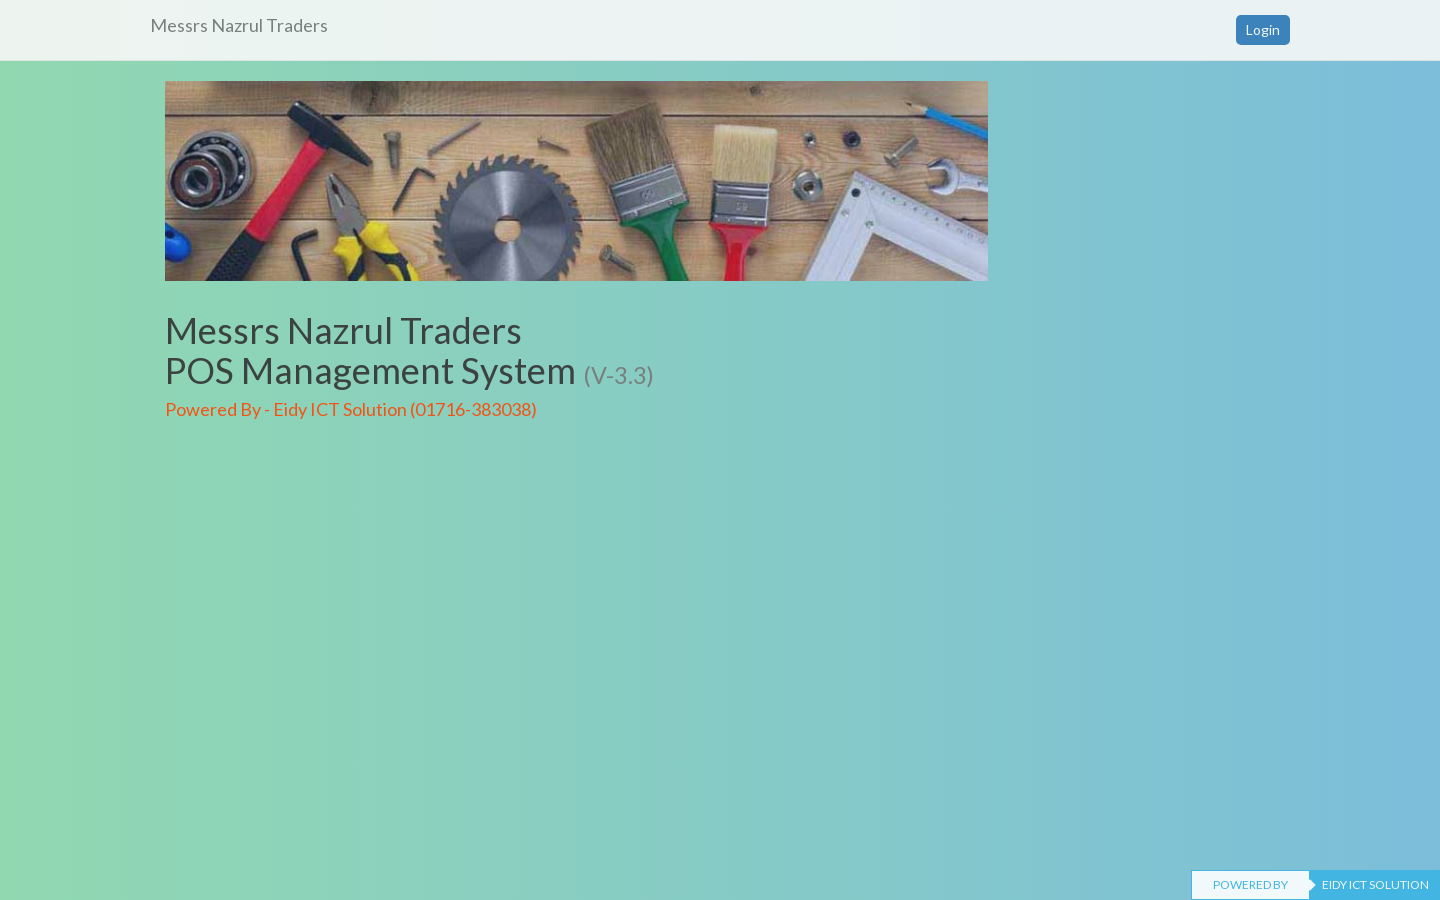 Messrs Nazrul Traders
Login
Messrs Nazrul Traders
POS Management System (V-3.3)
Powered By - Eidy ICT Solution (01716-383038)
POWERED BY
EIDY ICT SOLUTION